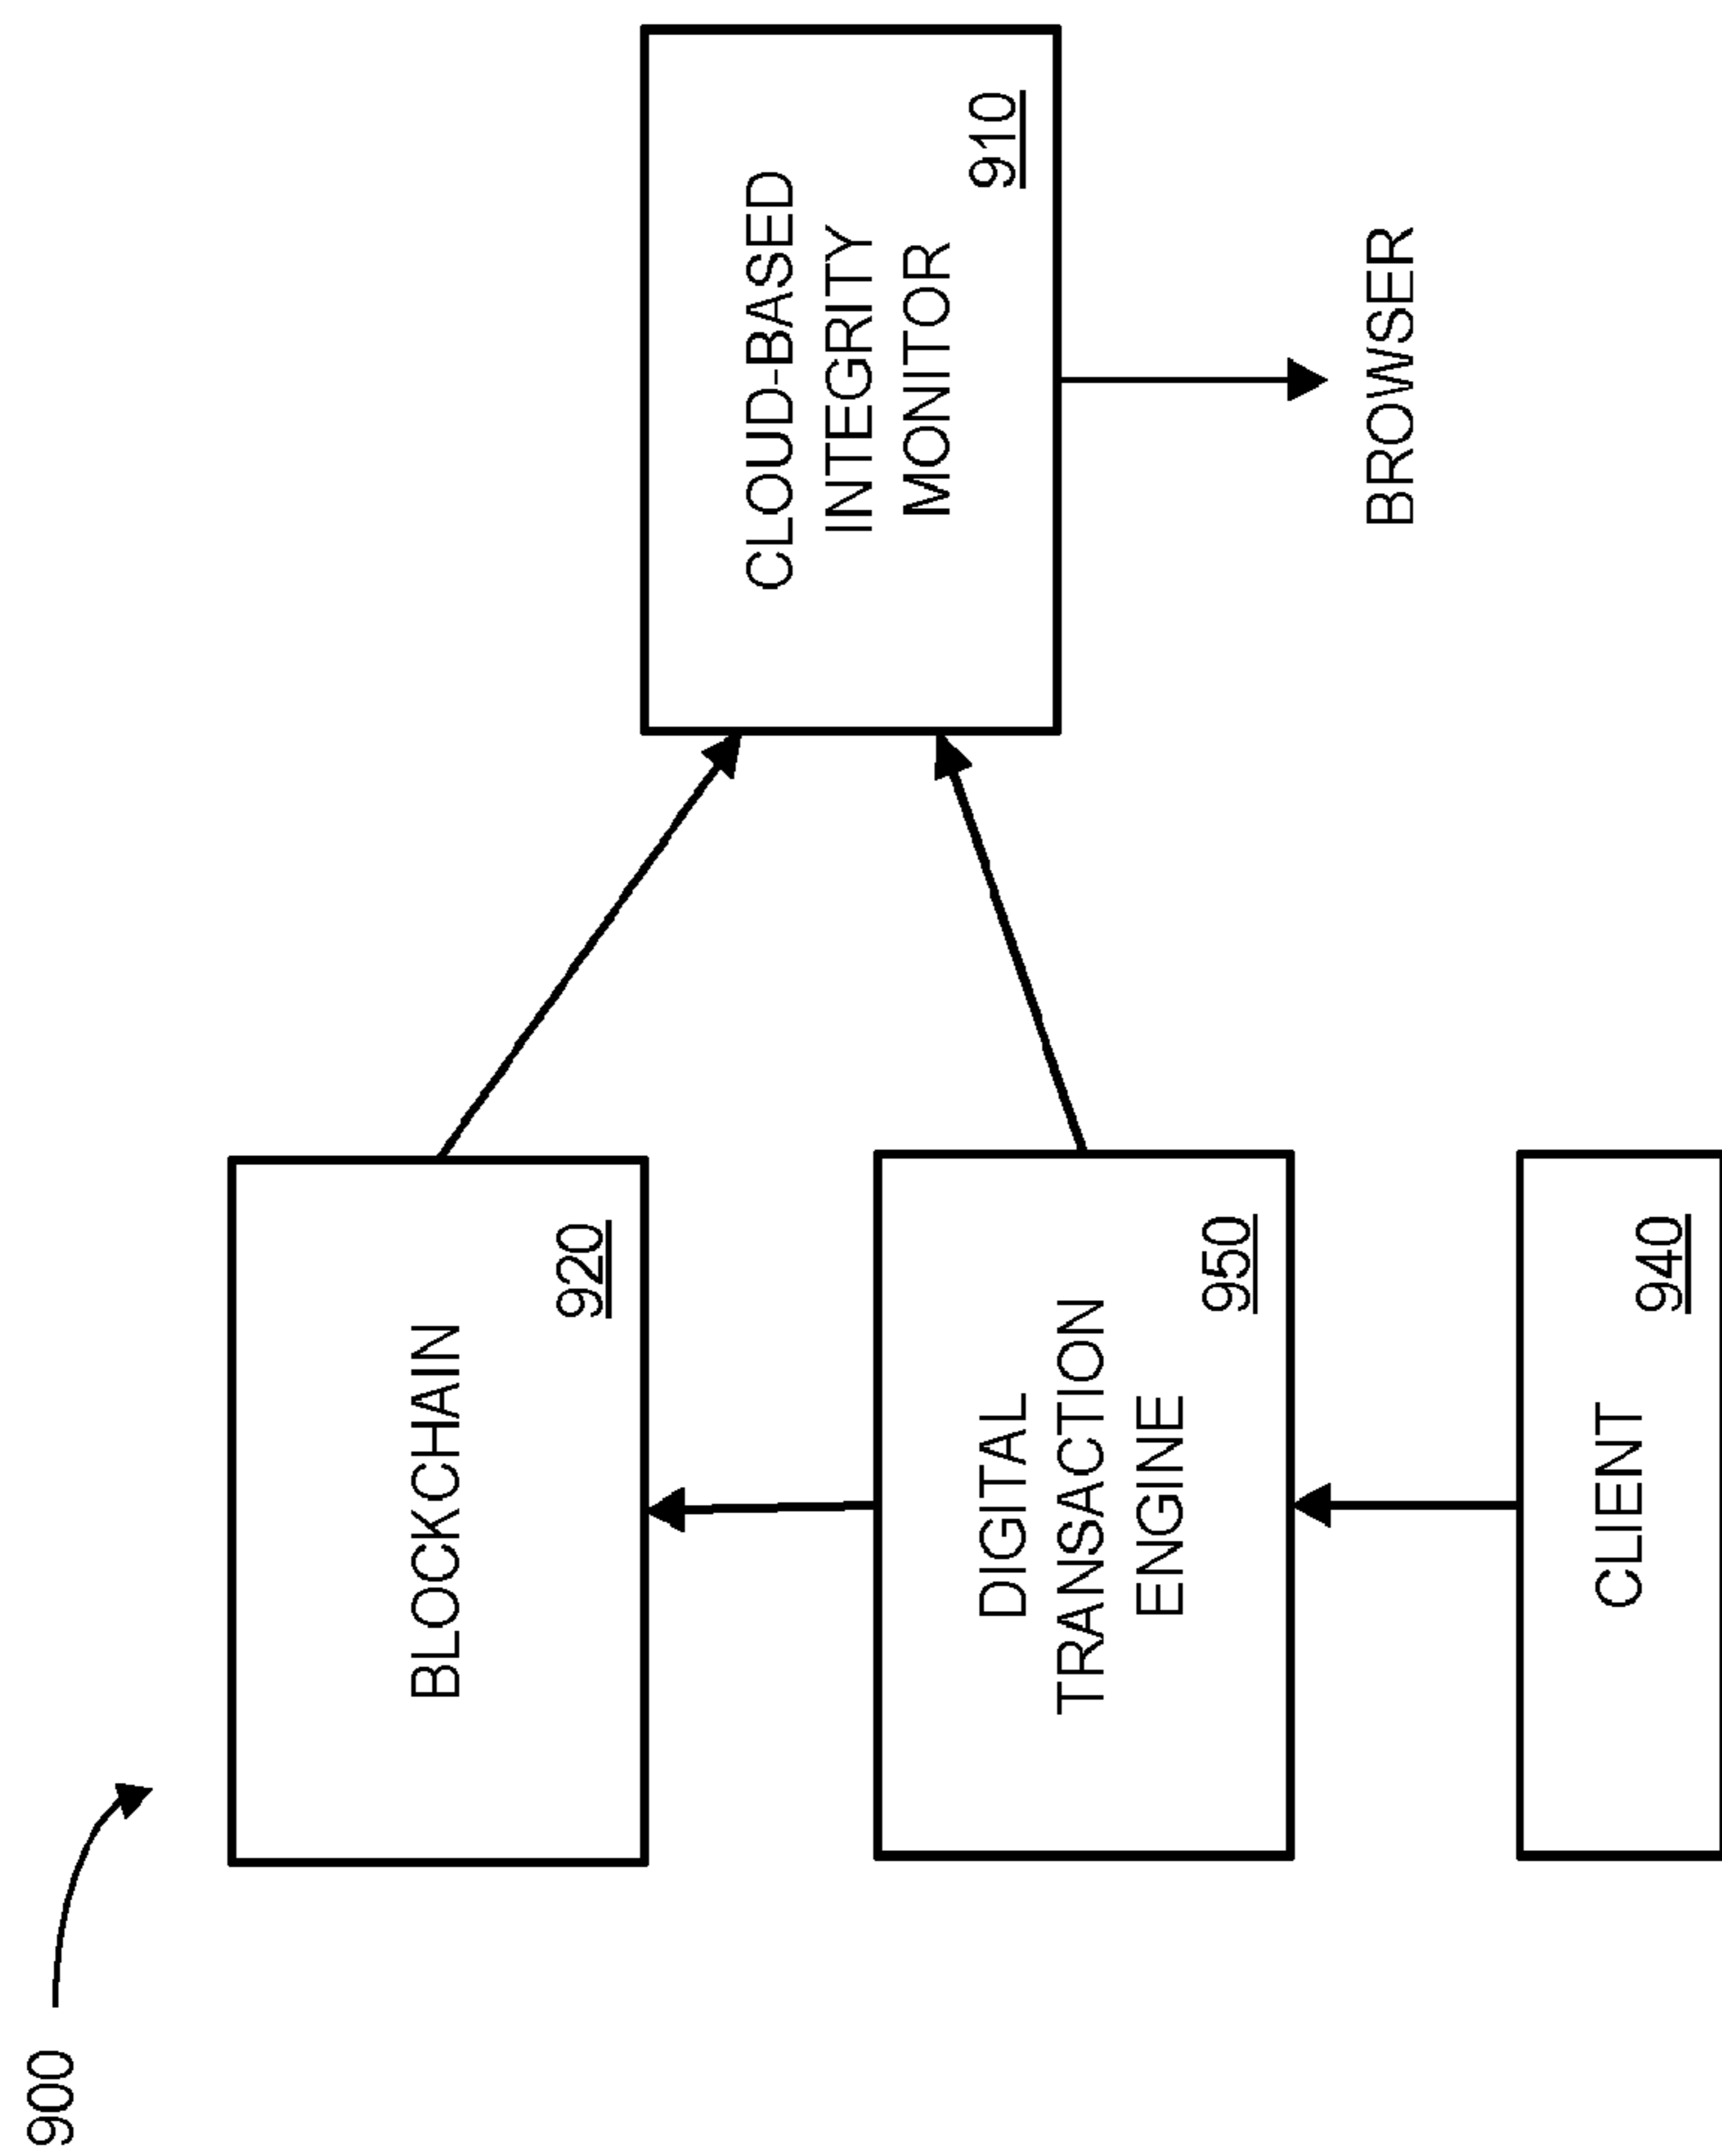 900
BLOCKCHAIN
920
CLOUD-BASED
INTEGRITY
MONITOR
910
DIGITAL
TRANSACTION
ENGINE
950
BROWSER
CLIENT
940